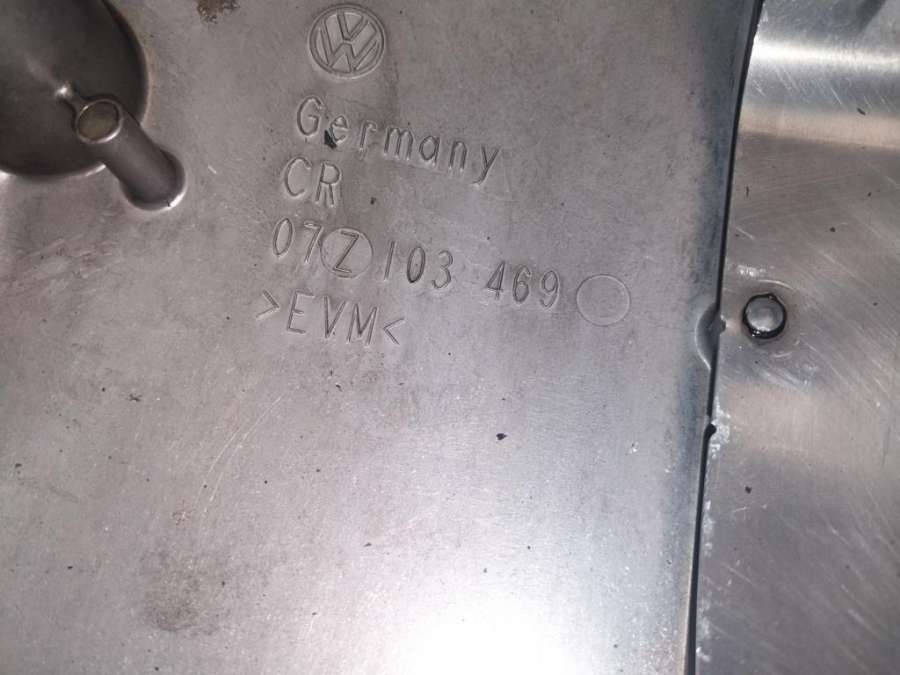 Germany
CR
07Z 103 469
>EVM<